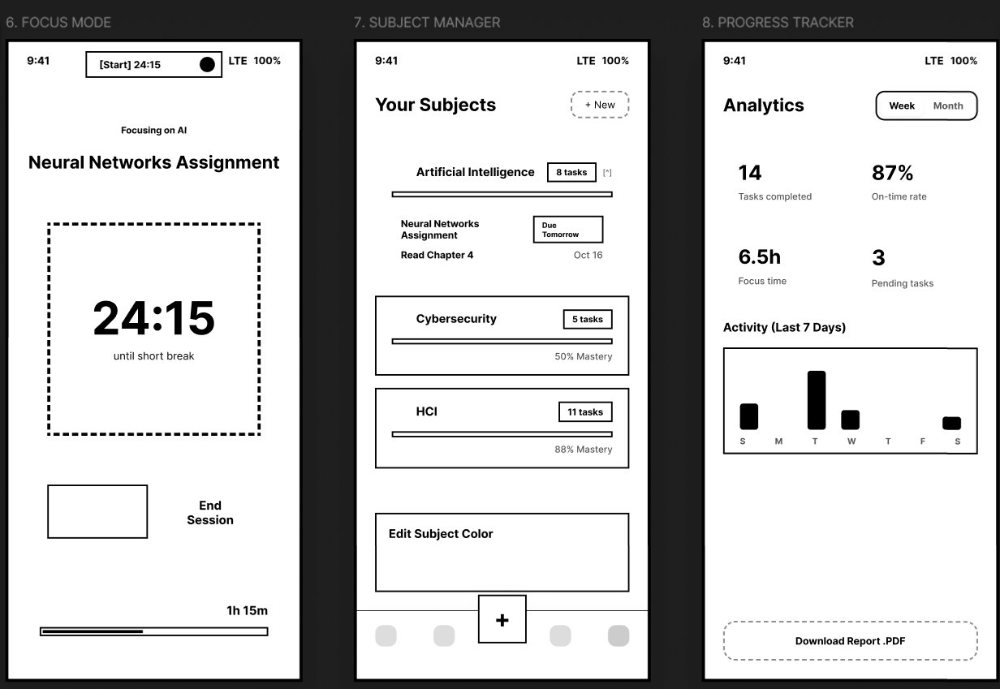 6. FOCUS MODE
9:41
[Start] 24:15
LTE 100%
Focusing on AI
Neural Networks Assignment
24:15
until short break
End
Session
1h 15m
7. SUBJECT MANAGER
9:41
LTE 100%
Your Subjects
+ New
Artificial Intelligence
8 tasks
[^]
Neural Networks
Assignment
Due
Tomorrow
Read Chapter 4
Oct 16
Cybersecurity
5 tasks
50% Mastery
HCI
11 tasks
88% Mastery
Edit Subject Color
+
8. PROGRESS TRACKER
9:41
LTE 100%
Analytics
Week
Month
14
Tasks completed
87%
On-time rate
6.5h
Focus time
3
Pending tasks
Activity (Last 7 Days)
S M T W T F S
Download Report .PDF